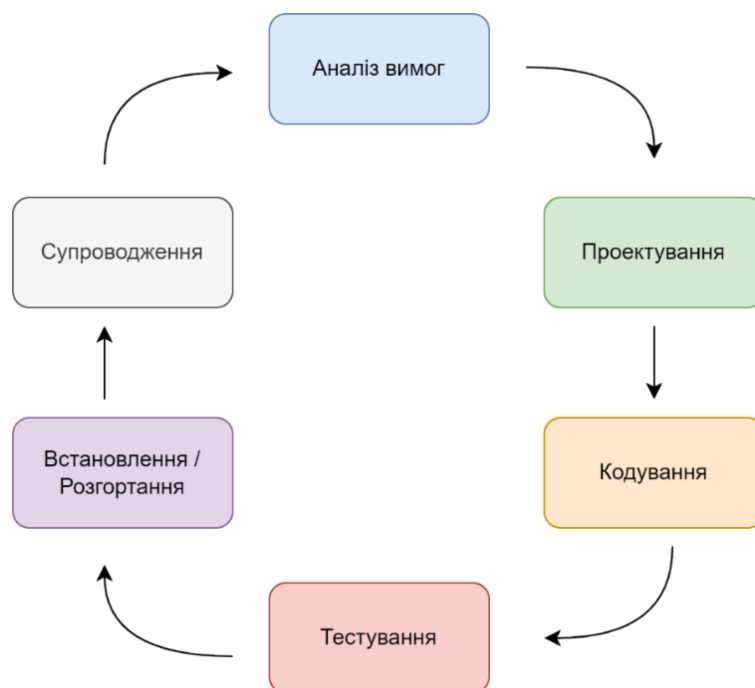 Аналіз вимог
Супроводження
Проектування
Встановлення /
Розгортання
Кодування
Тестування